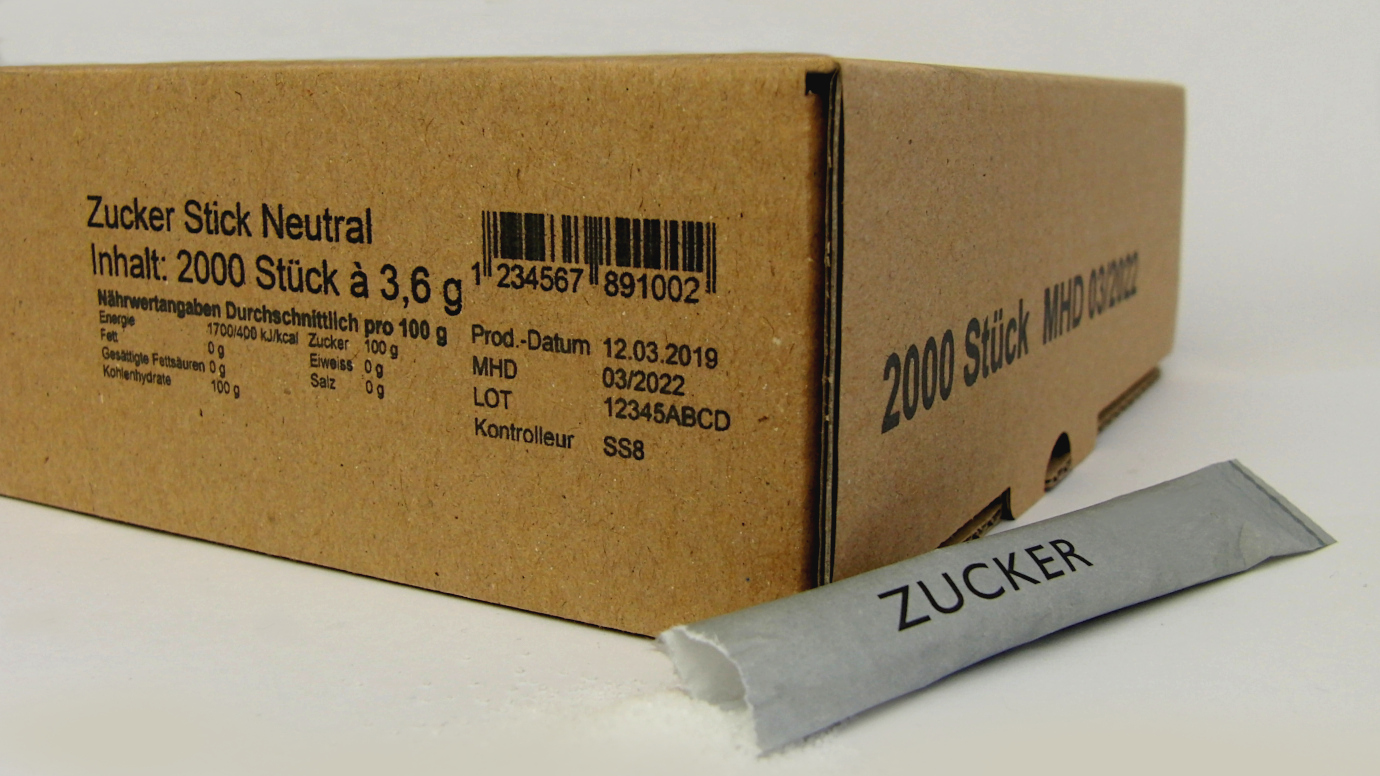 Zucker Stick Neutral
Inhalt: 2000 Stück à 3,6 g
1 234567 891002
Nährwertangaben Durchschnittlich pro 100 g
Energie 1700/400 kJ/kcal Zucker 100 g
Fett 0 g Eiweiss 0 g
Gesättigte Fettsäuren 0 g Salz 0 g
Kohlenhydrate 100 g
Prod.-Datum 12.03.2019
MHD 03/2022
LOT 12345ABCD
Kontrolleur SS8
2000 Stück MHD 03/2022
ZUCKER